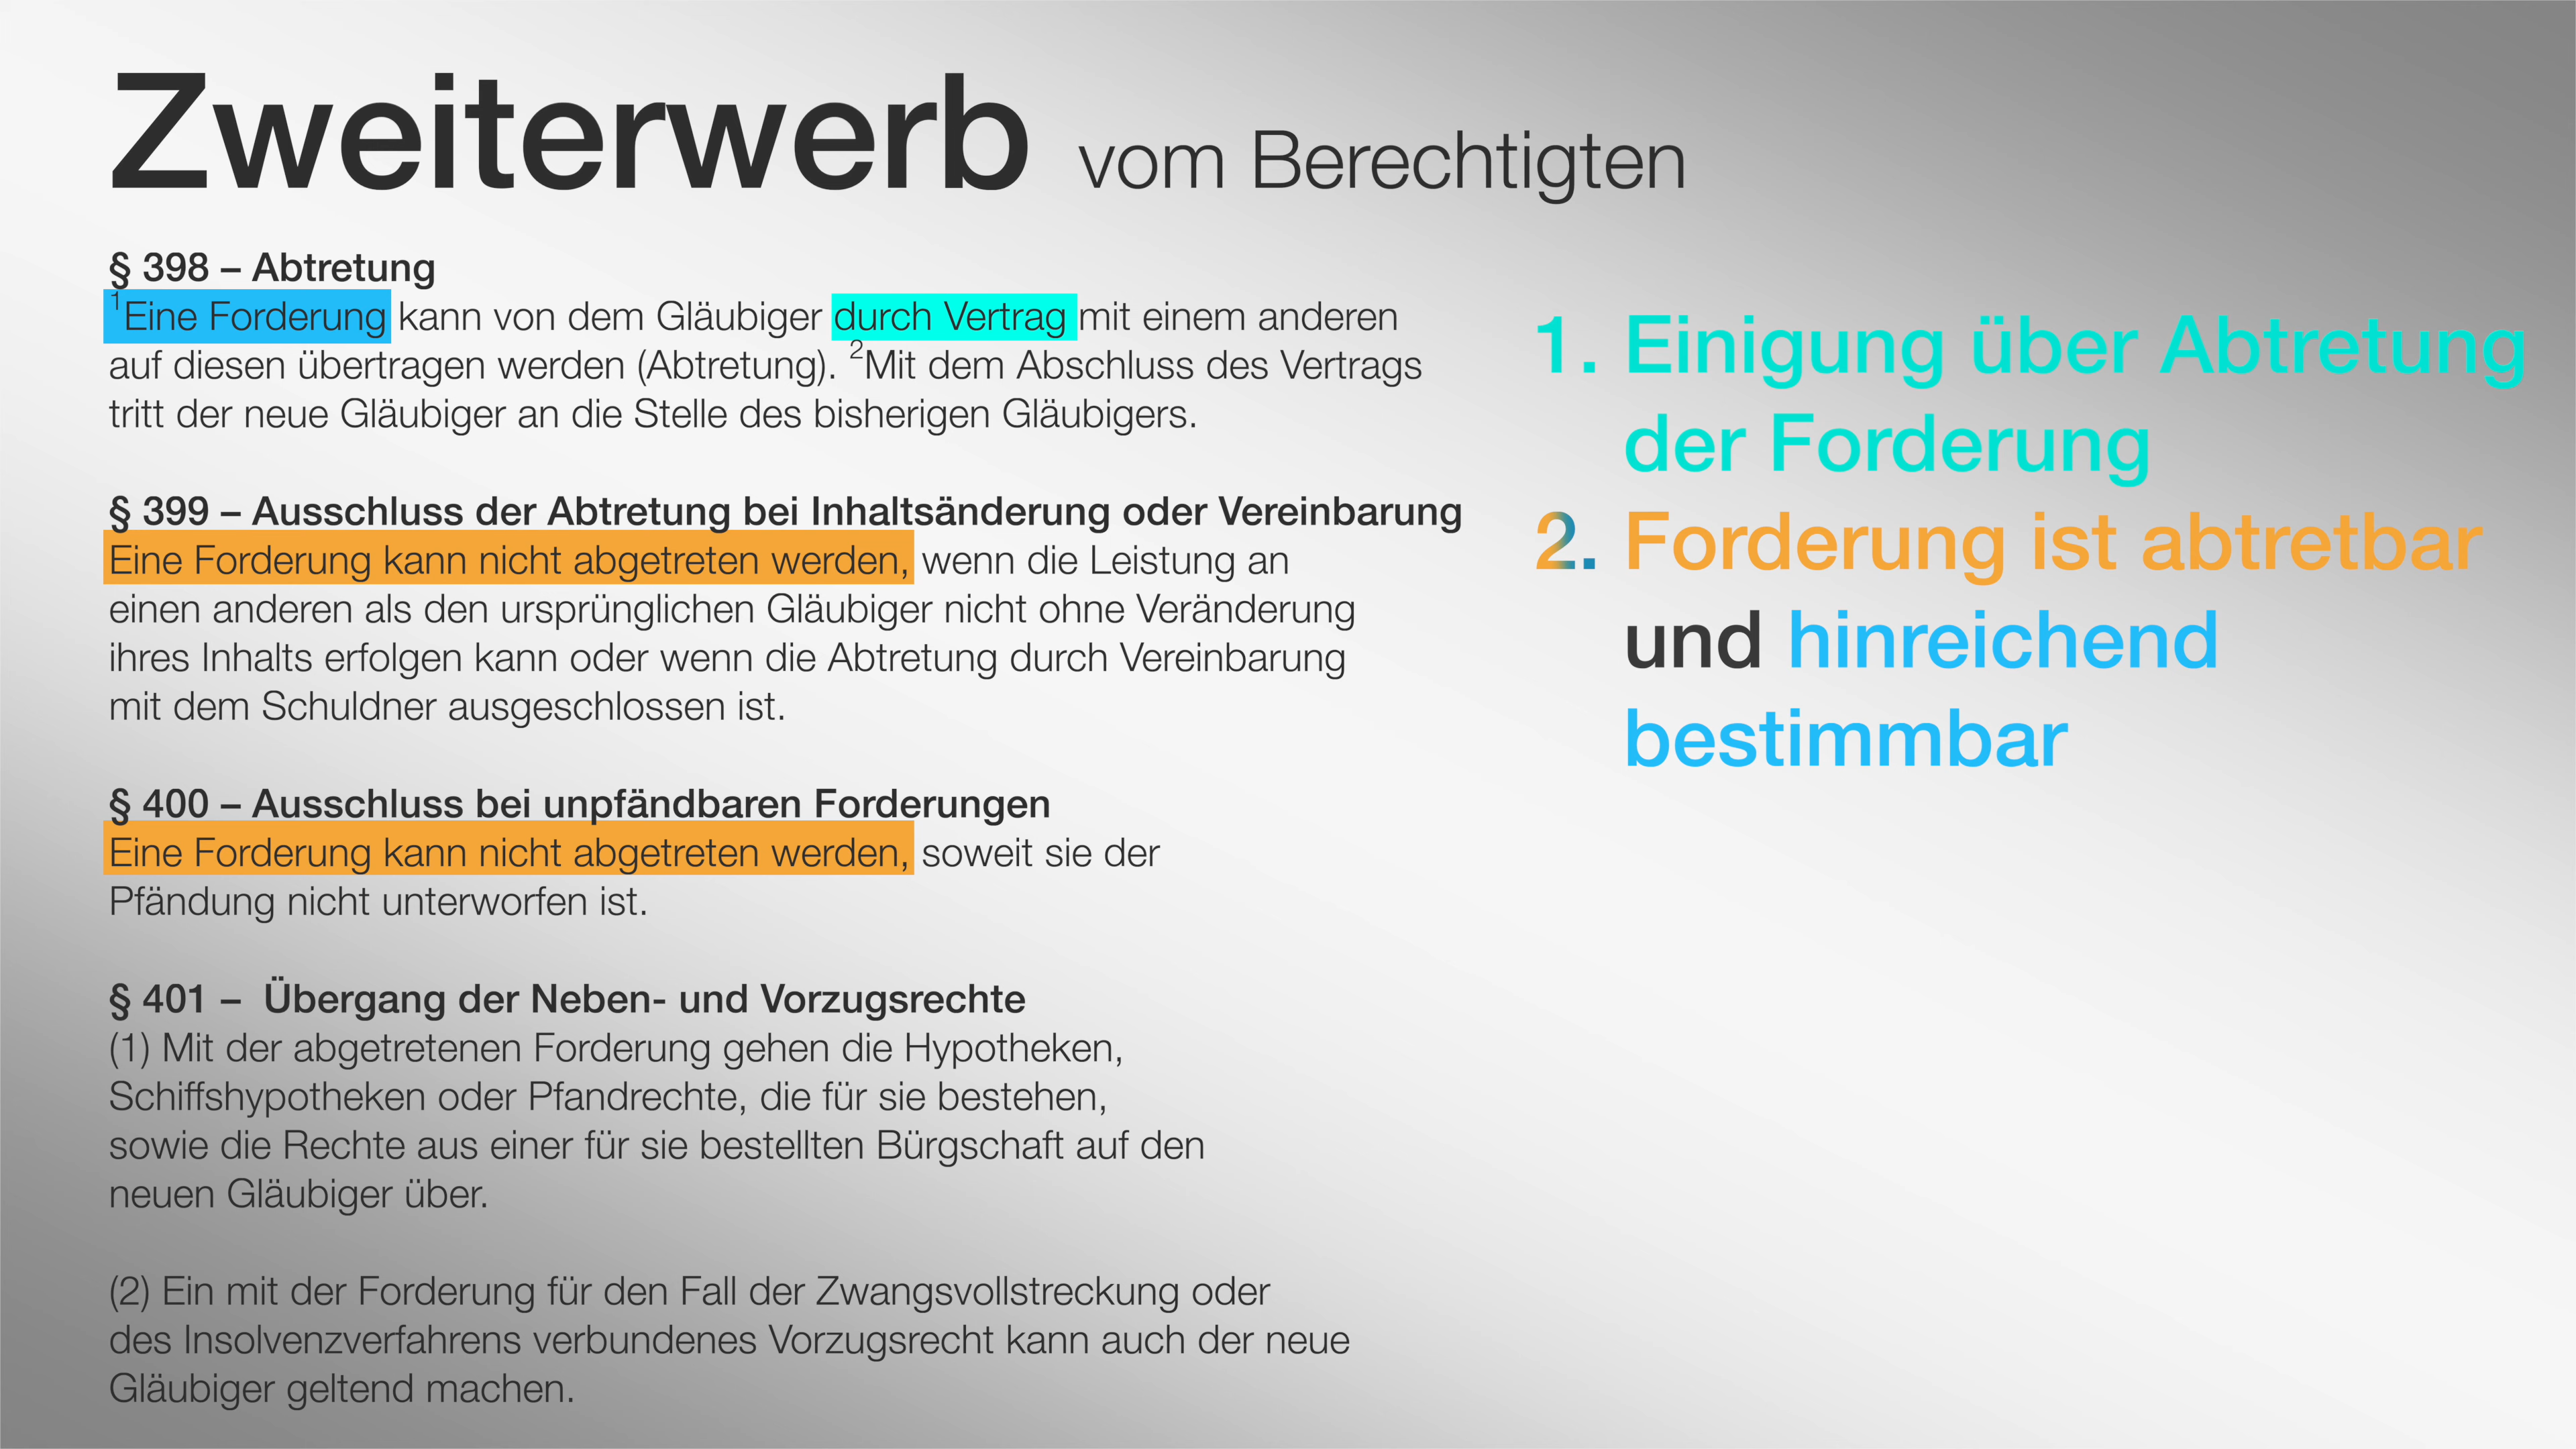 Zweiterwerb vom Berechtigten
§ 398 – Abtretung
¹Eine Forderung kann von dem Gläubiger durch Vertrag mit einem anderen
auf diesen übertragen werden (Abtretung). ²Mit dem Abschluss des Vertrags
tritt der neue Gläubiger an die Stelle des bisherigen Gläubigers.
§ 399 – Ausschluss der Abtretung bei Inhaltsänderung oder Vereinbarung
Eine Forderung kann nicht abgetreten werden, wenn die Leistung an
einen anderen als den ursprünglichen Gläubiger nicht ohne Veränderung
ihres Inhalts erfolgen kann oder wenn die Abtretung durch Vereinbarung
mit dem Schuldner ausgeschlossen ist.
§ 400 – Ausschluss bei unpfändbaren Forderungen
Eine Forderung kann nicht abgetreten werden, soweit sie der
Pfändung nicht unterworfen ist.
§ 401 – Übergang der Neben- und Vorzugsrechte
(1) Mit der abgetretenen Forderung gehen die Hypotheken,
Schiffshypotheken oder Pfandrechte, die für sie bestehen,
sowie die Rechte aus einer für sie bestellten Bürgschaft auf den
neuen Gläubiger über.
(2) Ein mit der Forderung für den Fall der Zwangsvollstreckung oder
des Insolvenzverfahrens verbundenes Vorzugsrecht kann auch der neue
Gläubiger geltend machen.
1. Einigung über Abtretung
der Forderung
2. Forderung ist abtretbar
und hinreichend
bestimmbar